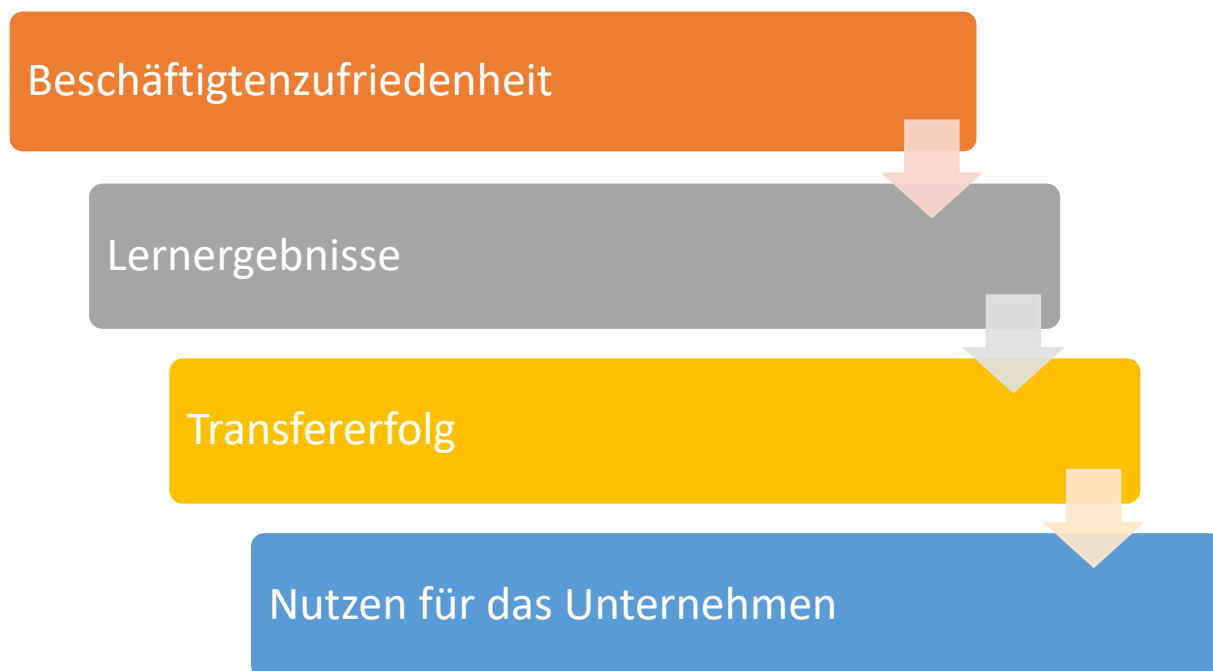 Beschäftigtenzufriedenheit
Lernergebnisse
Transfererfolg
Nutzen für das Unternehmen